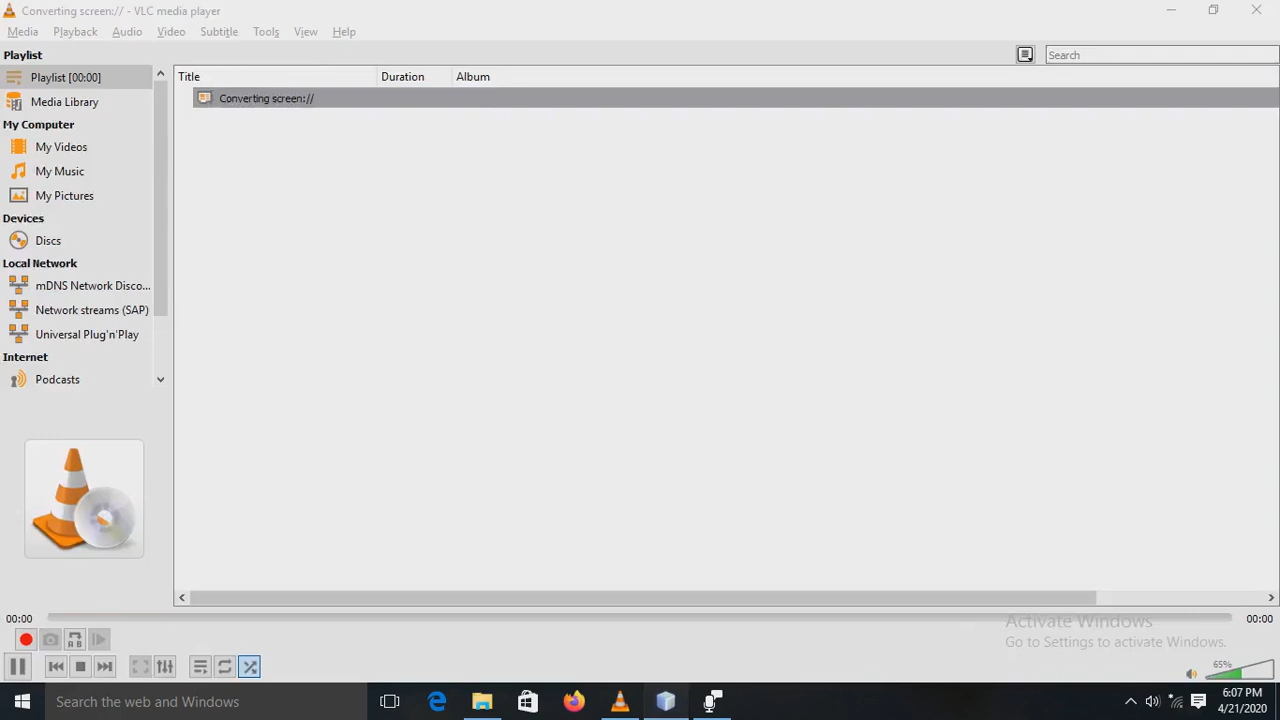 Converting screen:// - VLC media player
Media Playback Audio Video Subtitle Tools View Help
Playlist
Search
Playlist [00:00]
Title Duration Album
Converting screen://
Media Library
My Computer
My Videos
My Music
My Pictures
Devices
Discs
Local Network
mDNS Network Disco...
Network streams (SAP)
Universal Plug'n'Play
Internet
Podcasts
00:00
00:00
Activate Windows
Go to Settings to activate Windows.
A B
65%
Search the web and Windows
6:07 PM
4/21/2020